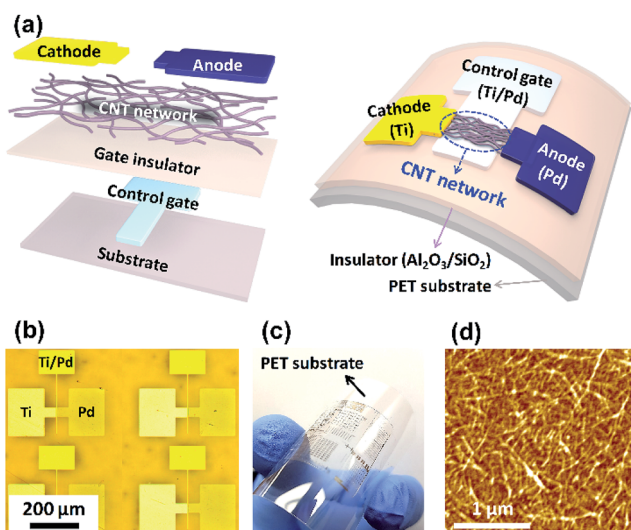 (a)
Cathode
Anode
CNT network
Gate insulator
Control gate
Substrate
Control gate
(Ti/Pd)
Cathode
(Ti)
Anode
(Pd)
CNT network
Insulator (Al₂O₃/SiO₂)
PET substrate
(b)
Ti/Pd
Ti
Pd
200 μm
(c)
PET substrate
(d)
1 μm